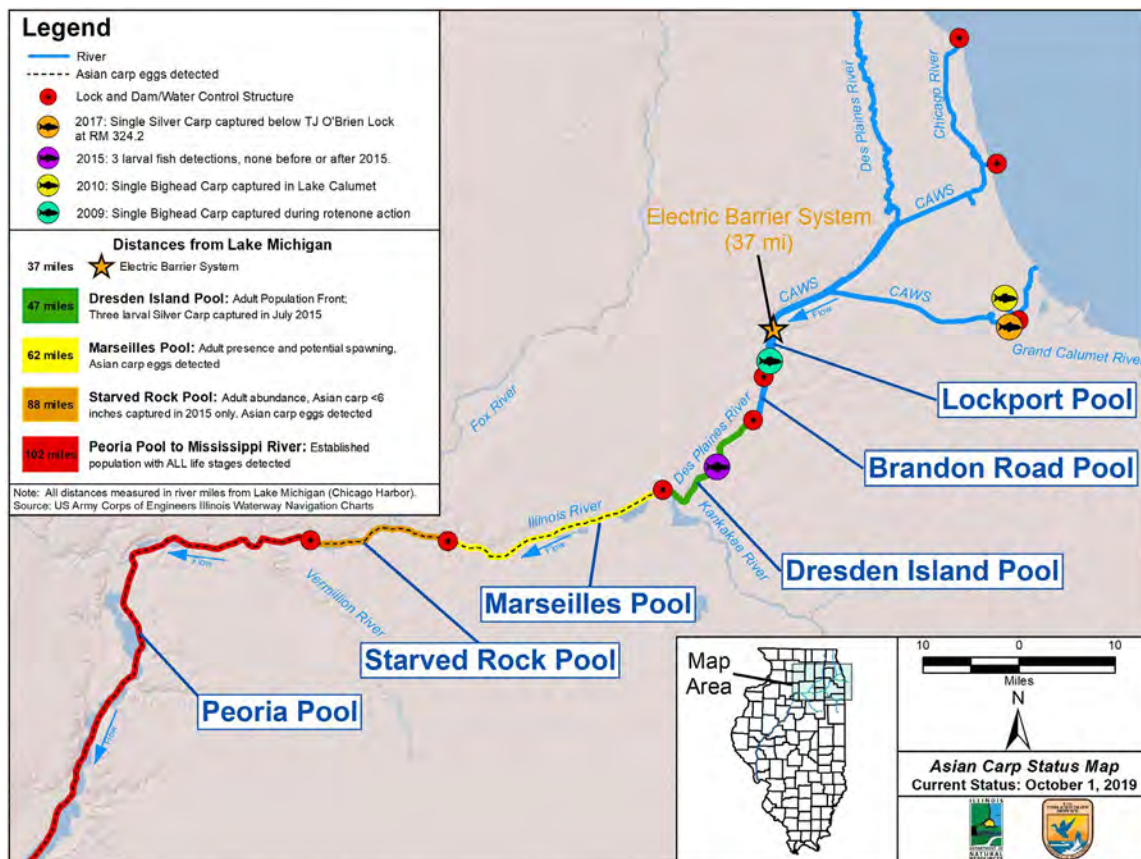 Legend
River
Asian carp eggs detected
Lock and Dam/Water Control Structure
2017: Single Silver Carp captured below TJ O'Brien Lock
at RM 324.2
2015: 3 larval fish detections, none before or after 2015.
2010: Single Bighead Carp captured in Lake Calumet
2009: Single Bighead Carp captured during rotenone action
Distances from Lake Michigan
37 miles Electric Barrier System
47 miles Dresden Island Pool: Adult Population Front;
Three larval Silver Carp captured in July 2015
62 miles Marseilles Pool: Adult presence and potential spawning,
Asian carp eggs detected
88 miles Starved Rock Pool: Adult abundance, Asian carp <6
inches captured in 2015 only. Asian carp eggs detected
102 miles Peoria Pool to Mississippi River: Established
population with ALL life stages detected
Note: All distances measured in river miles from Lake Michigan (Chicago Harbor).
Source: US Army Corps of Engineers Illinois Waterway Navigation Charts
Des Plaines River
Chicago River
CAWS
Electric Barrier System
(37 mi)
CAWS
CAWS
Flow
Grand Calumet River
Fox River
Lockport Pool
Des Plaines River
Brandon Road Pool
Illinois River
Kankakee River
Flow
Dresden Island Pool
Flow
Vermillion River
Marseilles Pool
Starved Rock Pool
Peoria Pool
Flow
Map
Area
10 0 10
Miles
N
Asian Carp Status Map
Current Status: October 1, 2019
ILLINOIS
DEPARTMENT OF
NATURAL
RESOURCES